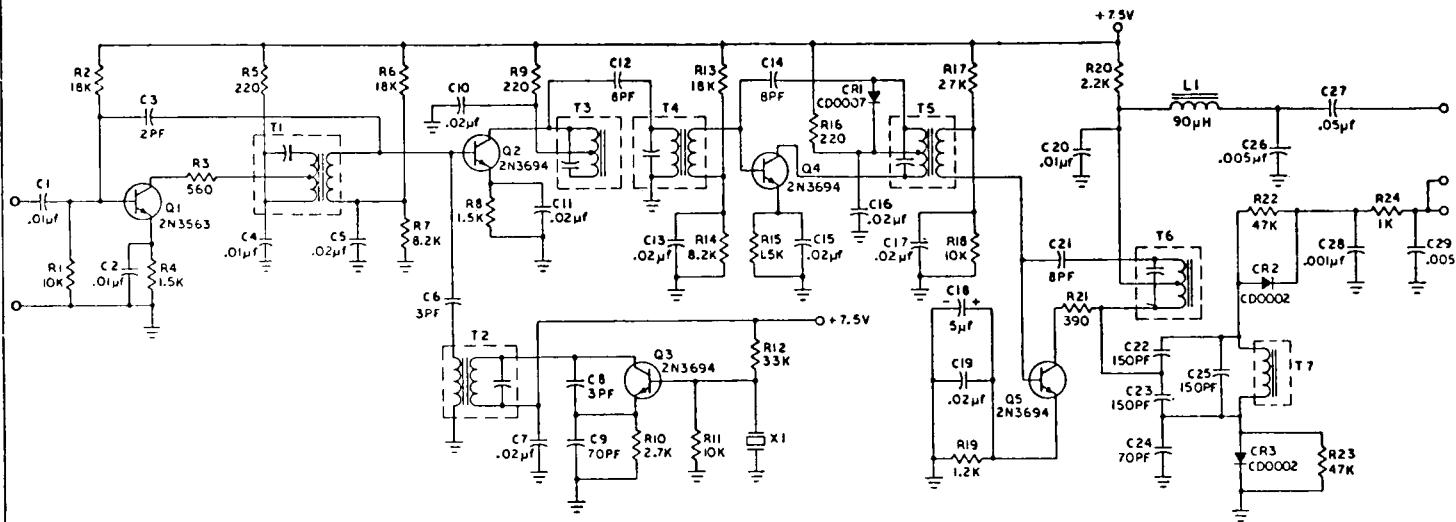 +7.5V
R2
18K
R5
220
R6
18K
R9
220
C10
.02µf
C12
8PF
R13
18K
C14
8PF
CR1
CD0007
R16
220
R17
27K
R20
2.2K
L1
90µH
C27
.05µf
C3
2PF
T1
T3
T4
T5
C26
.005µf
C20
.01µf
R3
560
Q2
2N3694
Q4
2N3694
C1
.01µf
Q1
2N3563
R8
1.5K
C11
.02µf
C16
.02µf
R22
47K
R24
1K
R7
8.2K
C4
.01µf
C5
.02µf
C13
.02µf
R14
8.2K
R15
1.5K
C15
.02µf
C17
.02µf
R18
10K
C21
8PF
T6
C28
.001µf
C29
.005
R1
10K
C2
.01µf
R4
1.5K
CR2
CD0002
C6
3PF
C18
- +
5µf
R21
390
T2
+7.5V
R12
33K
Q3
2N3694
C8
3PF
C19
.02µf
C22
150PF
C25
150PF
T7
C23
150PF
Q5
2N3694
C7
.02µf
C9
70PF
R10
2.7K
R11
10K
X1
R19
1.2K
C24
70PF
CR3
CD0002
R23
47K